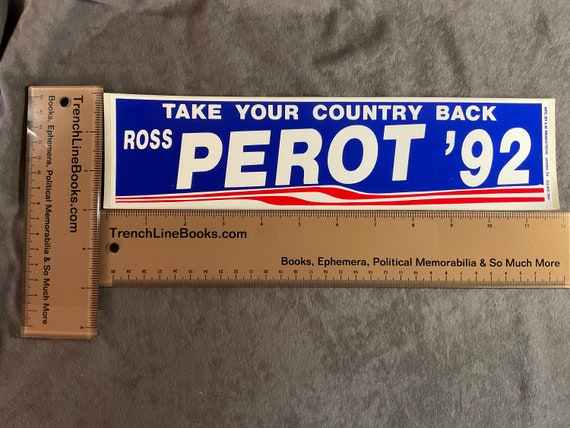 TAKE YOUR COUNTRY BACK
ROSS PEROT '92
TrenchLineBooks.com
Books, Ephemera, Political Memorabilia & So Much More
TrenchLineBooks.com
Books, Ephemera, Political Memorabilia
& So Much More